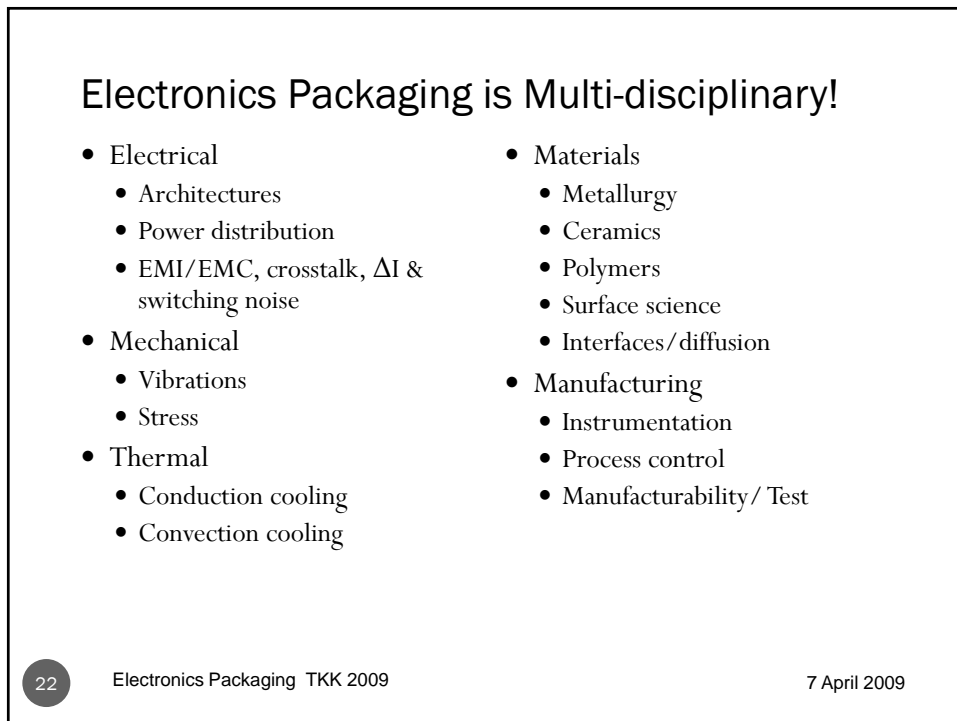 Electronics Packaging is Multi-disciplinary!
• Electrical
• Architectures
• Power distribution
• EMI/EMC, crosstalk, ΔI &
switching noise
• Mechanical
• Vibrations
• Stress
• Thermal
• Conduction cooling
• Convection cooling
• Materials
• Metallurgy
• Ceramics
• Polymers
• Surface science
• Interfaces/diffusion
• Manufacturing
• Instrumentation
• Process control
• Manufacturability/ Test
22
Electronics Packaging TKK 2009
7 April 2009